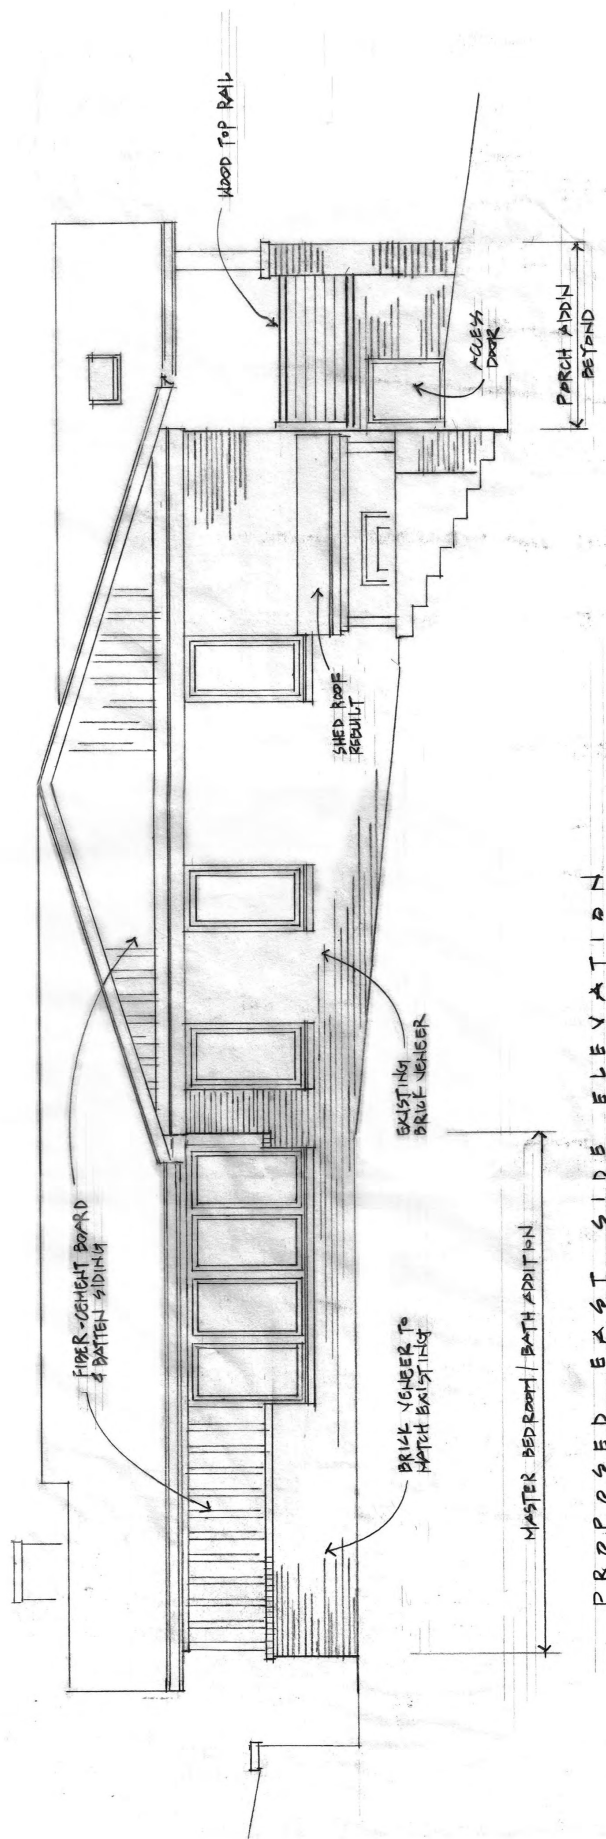 WOOD TOP RAIL
FIBER-CEMENT BOARD
& BATTEN SIDING
ACCESS
DOOR
SHED ROOF
REBUILT
EXISTING
BRICK VENEER
BRICK VENEER TO
MATCH EXISTING
PORCH ADDIN
BEYOND
MASTER BEDROOM / BATH ADDITION
PROPOSED EAST SIDE ELEVATION